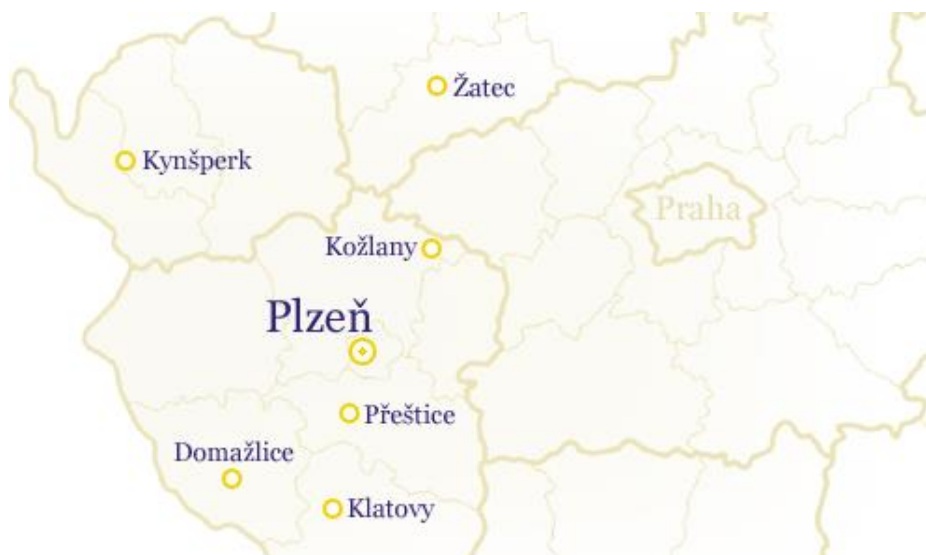 Žatec
Kynšperk
Praha
Kožlany
Plzeň
Přeštice
Domažlice
Klatovy